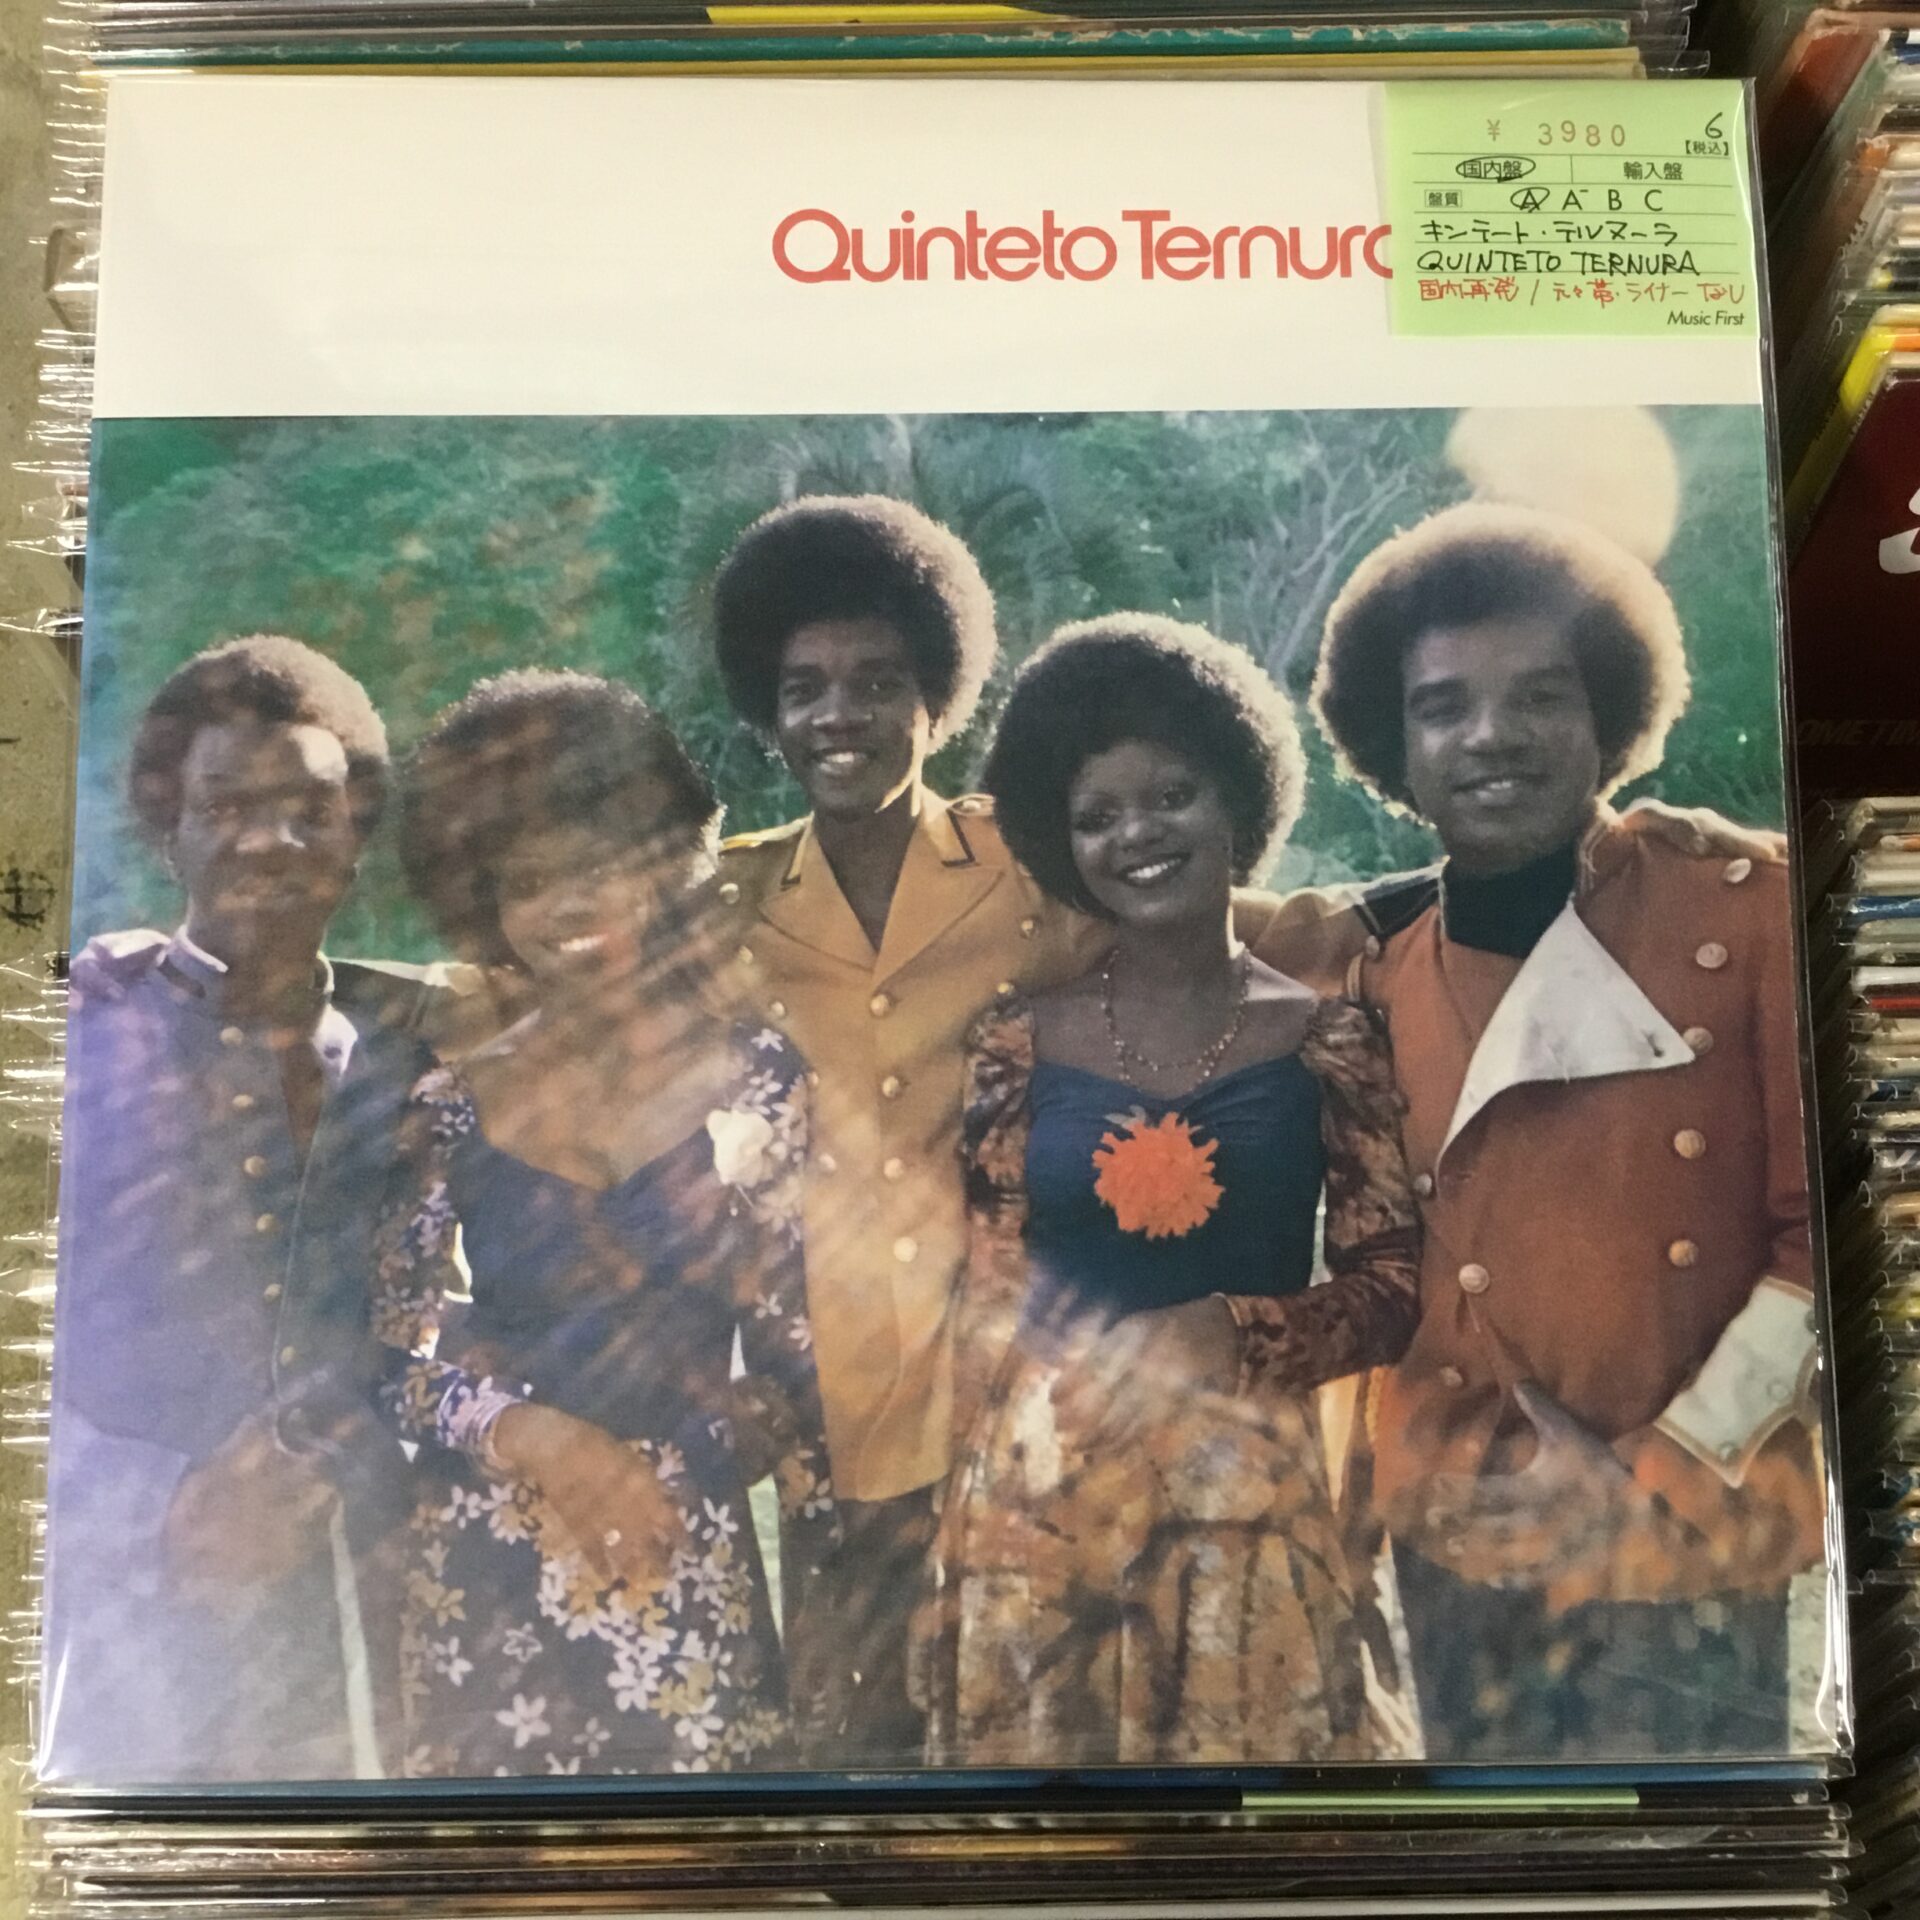 Quinteto Ternura
¥ 3980 6
【税込】
国内盤 輸入盤
盤質 A A- B C
キンテート・テルヌーラ
QUINTETO TERNURA
国内再発 / 元々帯・ライナーなし
Music First